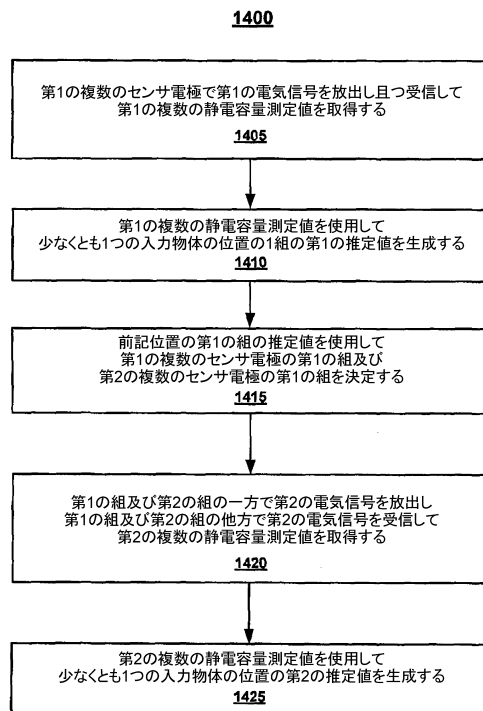 1400
第1の複数のセンサ電極で第1の電気信号を放出し且つ受信して
第1の複数の静電容量測定値を取得する
1405
第1の複数の静電容量測定値を使用して
少なくとも1つの入力物体の位置の1組の第1の推定値を生成する
1410
前記位置の第1の組の推定値を使用して
第1の複数のセンサ電極の第1の組及び
第2の複数のセンサ電極の第1の組を決定する
1415
第1の組及び第2の組の一方で第2の電気信号を放出し
第1の組及び第2の組の他方で第2の電気信号を受信して
第2の複数の静電容量測定値を取得する
1420
第2の複数の静電容量測定値を使用して
少なくとも1つの入力物体の位置の第2の推定値を生成する
1425